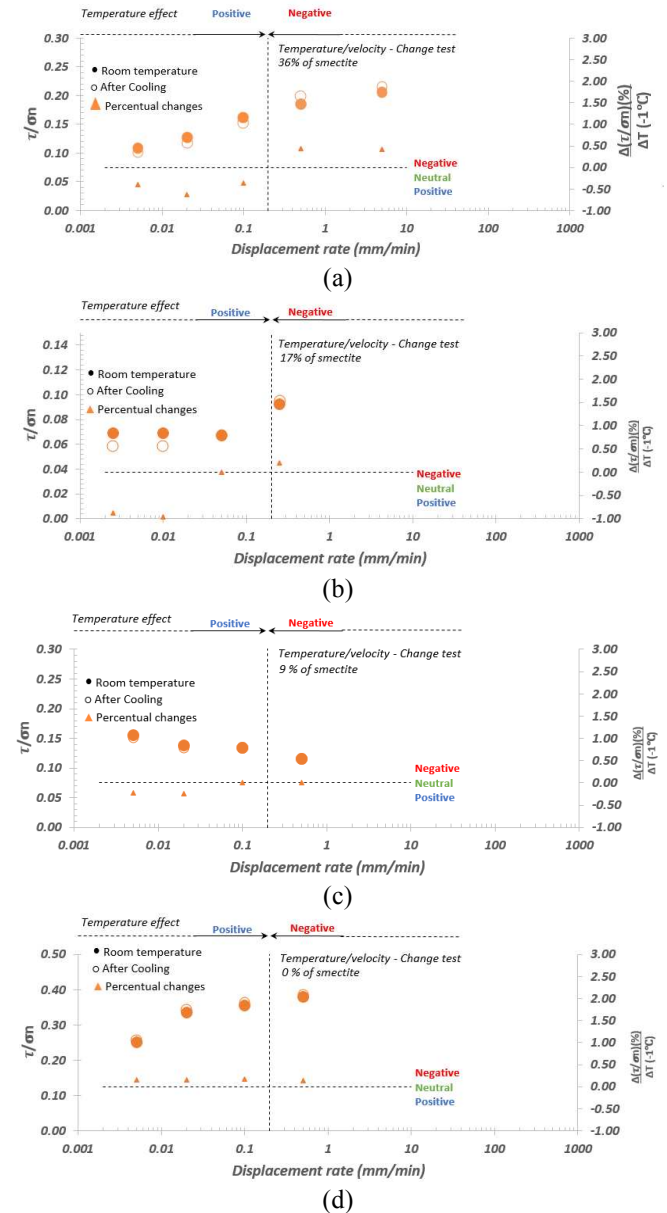 Temperature effect Positive Negative
Temperature/velocity - Change test
36% of smectite
● Room temperature
○ After Cooling
▲ Percentual changes
0.30
0.25
0.20
0.15
0.10
0.05
0.00
τ/σn
3.00
2.50
2.00
1.50
1.00
0.50
0.00
-0.50
-1.00
Δ(τ/σn)(%)
ΔT (-1°C)
Negative
Neutral
Positive
0.001 0.01 0.1 1 10 100 1000
Displacement rate (mm/min)
(a)
Temperature effect
Positive Negative
Temperature/velocity - Change test
17% of smectite
● Room temperature
○ After Cooling
▲ Percentual changes
0.14
0.12
0.10
0.08
0.06
0.04
0.02
0.00
τ/σn
3.00
2.50
2.00
1.50
1.00
0.50
0.00
-0.50
-1.00
Δ(τ/σn)(%)
ΔT (-1°C)
Negative
Neutral
Positive
0.001 0.01 0.1 1 10 100 1000
Displacement rate (mm/min)
(b)
Temperature effect
Positive Negative
Temperature/velocity - Change test
9 % of smectite
● Room temperature
○ After Cooling
▲ Percentual changes
0.30
0.25
0.20
0.15
0.10
0.05
0.00
τ/σn
3.00
2.50
2.00
1.50
1.00
0.50
0.00
-0.50
-1.00
Δ(τ/σn)(%)
ΔT (-1°C)
Negative
Neutral
Positive
0.001 0.01 0.1 1 10 100 1000
Displacement rate (mm/min)
(c)
Temperature effect
Positive Negative
Temperature/velocity - Change test
0 % of smectite
● Room temperature
○ After Cooling
▲ Percentual changes
0.50
0.40
0.30
0.20
0.10
0.00
τ/σn
3.00
2.50
2.00
1.50
1.00
0.50
0.00
-0.50
-1.00
Δ(τ/σn)(%)
ΔT (-1°C)
Negative
Neutral
Positive
0.001 0.01 0.1 1 10 100 1000
Displacement rate (mm/min)
(d)